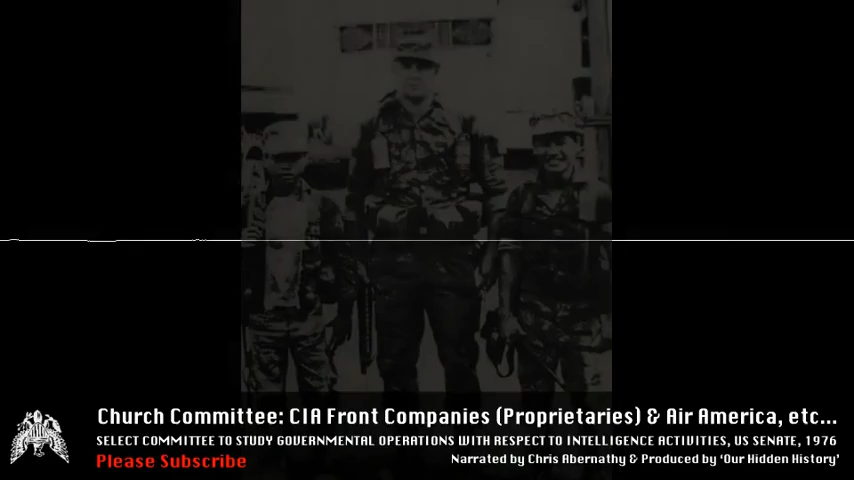 Church Committee: CIA Front Companies (Proprietaries) & Air America, etc...
SELECT COMMITTEE TO STUDY GOVERNMENTAL OPERATIONS WITH RESPECT TO INTELLIGENCE ACTIVITIES, US SENATE, 1976
Please Subscribe
Narrated by Chris Abernathy & Produced by 'Our Hidden History'